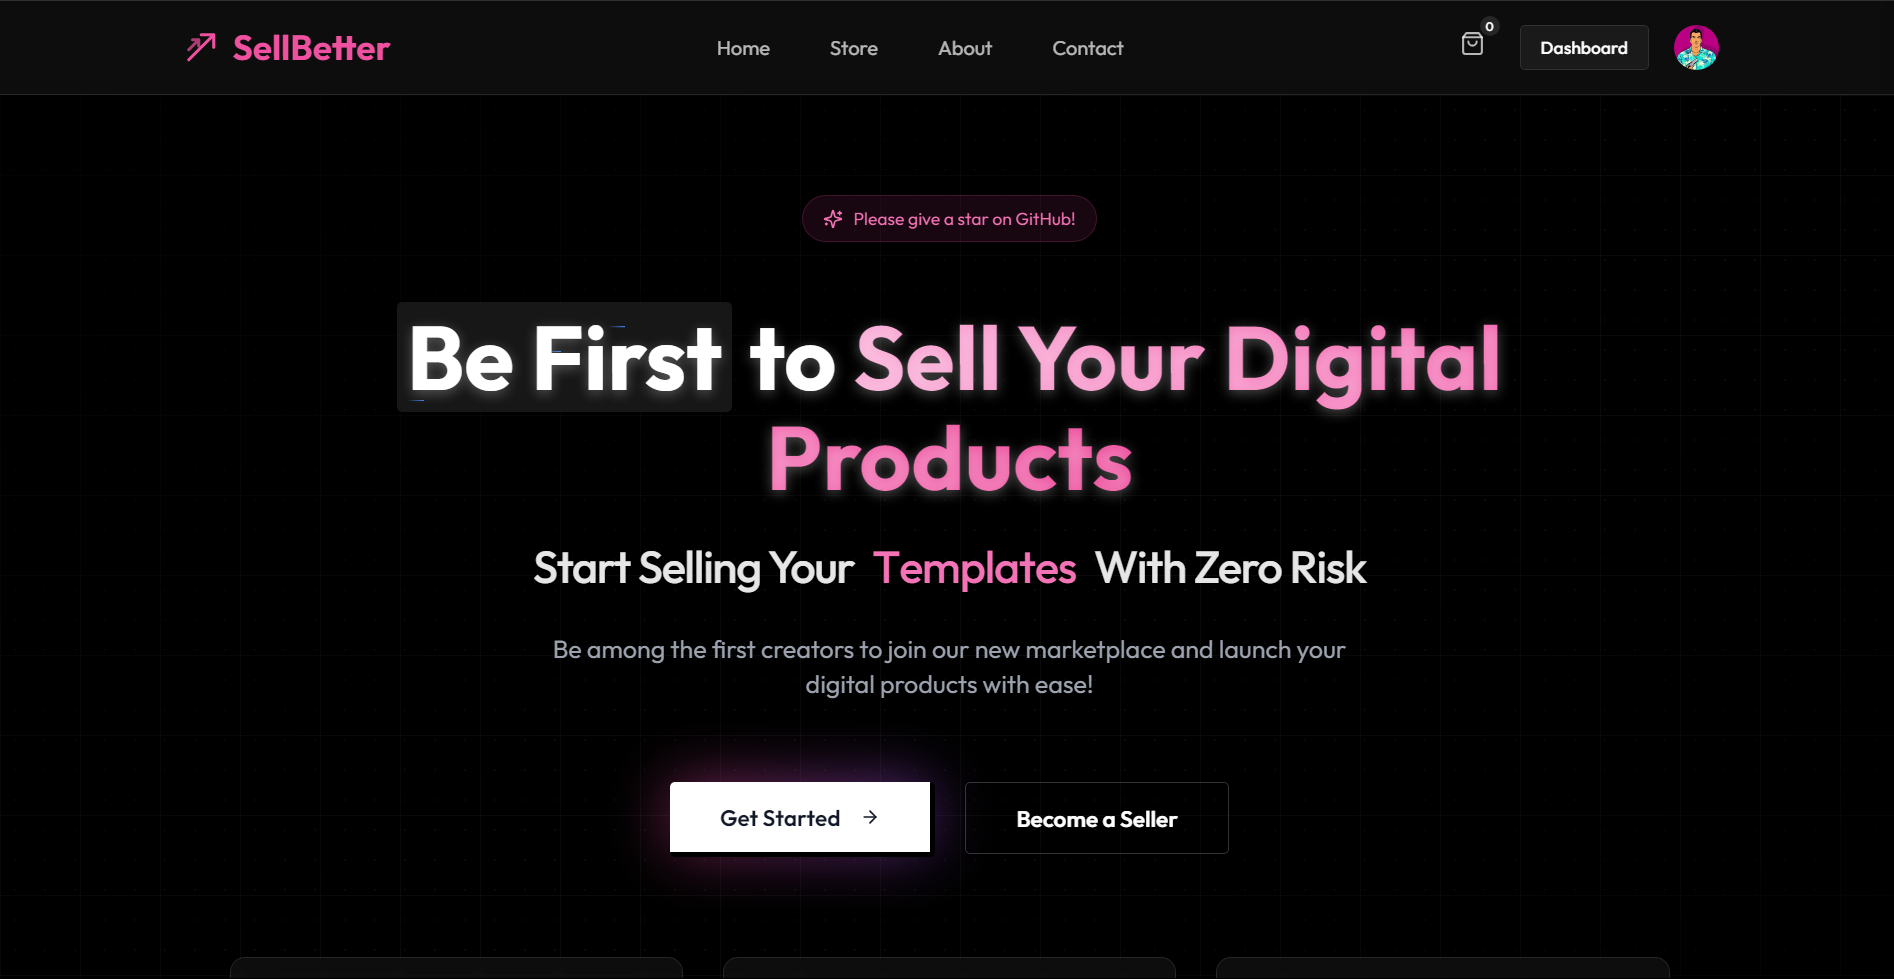 SellBetter
Home
Store
About
Contact
0
Dashboard
Please give a star on GitHub!
Be First to Sell Your Digital
Products
Start Selling Your Templates With Zero Risk
Be among the first creators to join our new marketplace and launch your
digital products with ease!
Get Started
Become a Seller